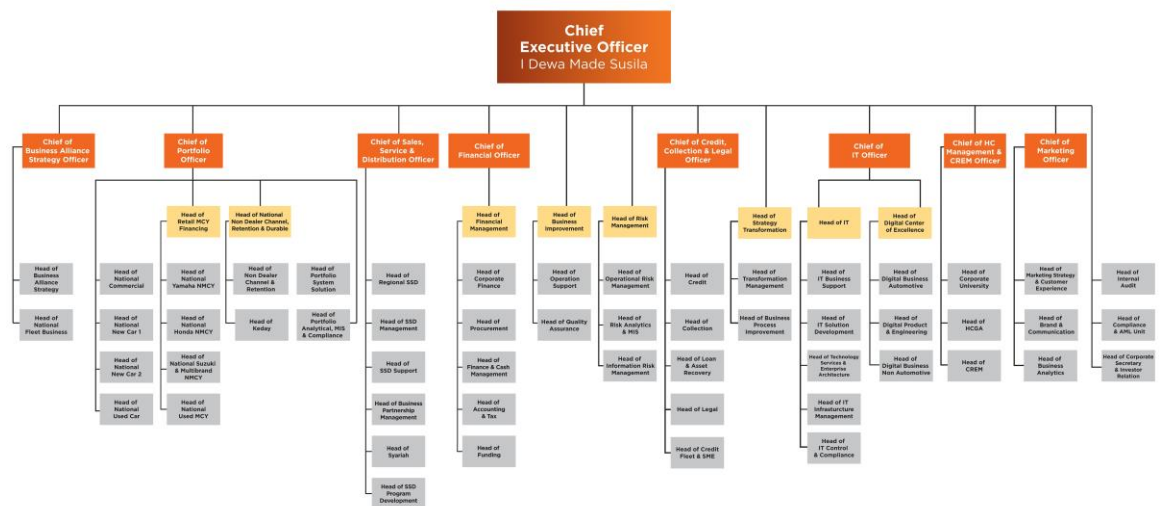 Chief
Executive Officer
I Dewa Made Susila
Chief of
Business Alliance
Strategy Officer
Chief of
Portfolio
Officer
Chief of Sales,
Service &
Distribution Officer
Chief of
Financial Officer
Chief of Credit,
Collection & Legal
Officer
Chief of
IT Officer
Chief of HC
Management &
CREM Officer
Chief of
Marketing
Officer
Head of
Retail MCY
Financing
Head of National
Non Dealer Channel,
Retention & Durable
Head of
Financial
Management
Head of
Business
Improvement
Head of Risk
Management
Head of
Strategy
Transformation
Head of IT
Head of
Digital Center
of Excellence
Head of
Business
Alliance
Strategy
Head of
National
Commercial
Head of
National
Yamaha NMCY
Head of
Non Dealer
Channel &
Retention
Head of
Portfolio
System
Solution
Head of
Regional SSD
Head of
Corporate
Finance
Head of
Operation
Support
Head of
Operational Risk
Management
Head of
Credit
Head of
Transformation
Management
Head of
IT Business
Support
Head of
Digital Business
Automotive
Head of
Corporate
University
Head of
Marketing Strategy
& Customer
Experience
Head of
Internal
Audit
Head of
National
Fleet Business
Head of
National
New Car 1
Head of
National Honda
NMCY
Head of
Keday
Head of
Portfolio
Analytical, MIS
& Compliance
Head of SSD
Management
Head of
Procurement
Head of Quality
Assurance
Head of
Risk Analytics
& MIS
Head of
Collection
Head of Business
Process
Improvement
Head of
IT Solution
Development
Head of
Digital Product
& Engineering
Head of
HCGA
Head of
Brand &
Communication
Head of
Compliance
& AML Unit
Head of
National
New Car 2
Head of
National Suzuki
& Multibrand
NMCY
Head of
SSD Support
Head of
Finance & Cash
Management
Head of
Information Risk
Management
Head of Loan
& Asset
Recovery
Head of Technology
Services &
Enterprise
Architecture
Head of
Digital Business
Non Automotive
Head of
CREM
Head of
Business
Analytics
Head of Corporate
Secretary
& Investor
Relation
Head of
National
Used Car
Head of
National
Used MCY
Head of Business
Partnership
Management
Head of
Accounting
& Tax
Head of Legal
Head of IT
Infrasturcture
Management
Head of
Syariah
Head of
Funding
Head of Credit
Fleet & SME
Head of
IT Control
& Compliance
Head of SSD
Program
Development